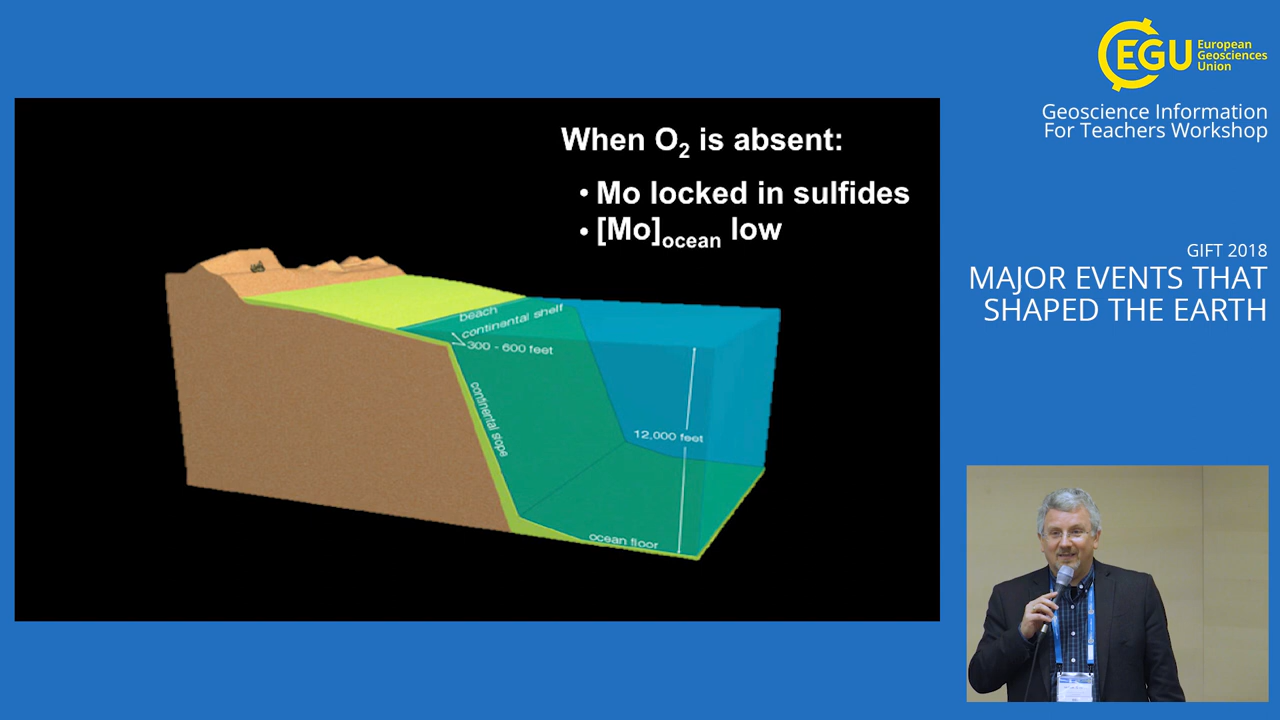 When O2 is absent:
• Mo locked in sulfides
• [Mo]ocean low
beach
continental shelf
300 - 600 feet
continental slope
12,000 feet
ocean floor
EGU
European
Geosciences
Union
Geoscience Information
For Teachers Workshop
GIFT 2018
MAJOR EVENTS THAT
SHAPED THE EARTH